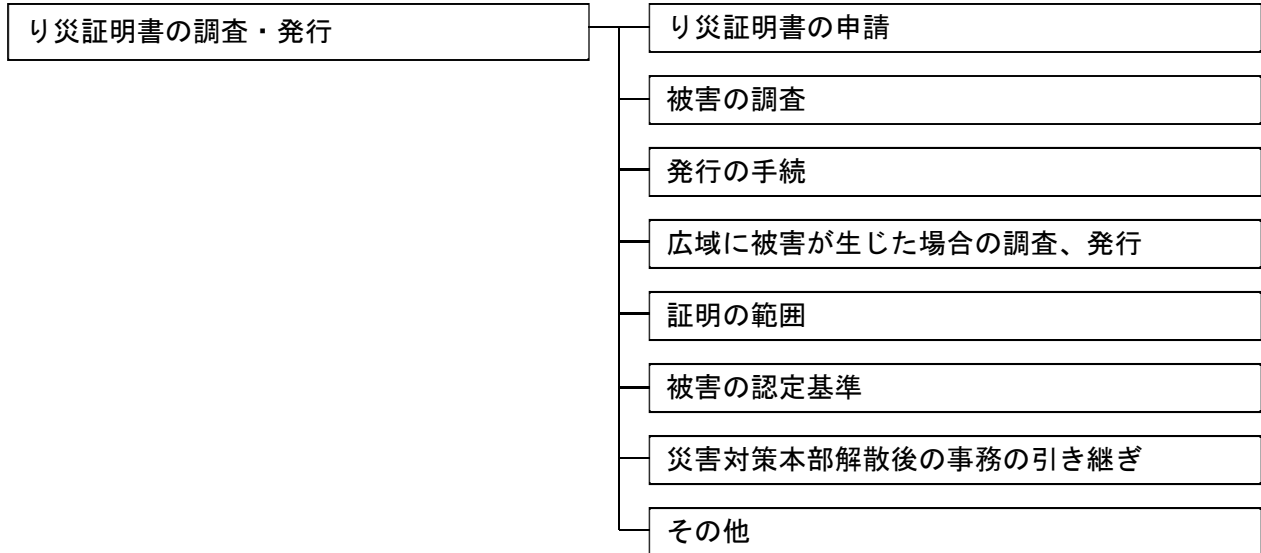 り災証明書の調査・発行
り災証明書の申請
被害の調査
発行の手続
広域に被害が生じた場合の調査、発行
証明の範囲
被害の認定基準
災害対策本部解散後の事務の引き継ぎ
その他